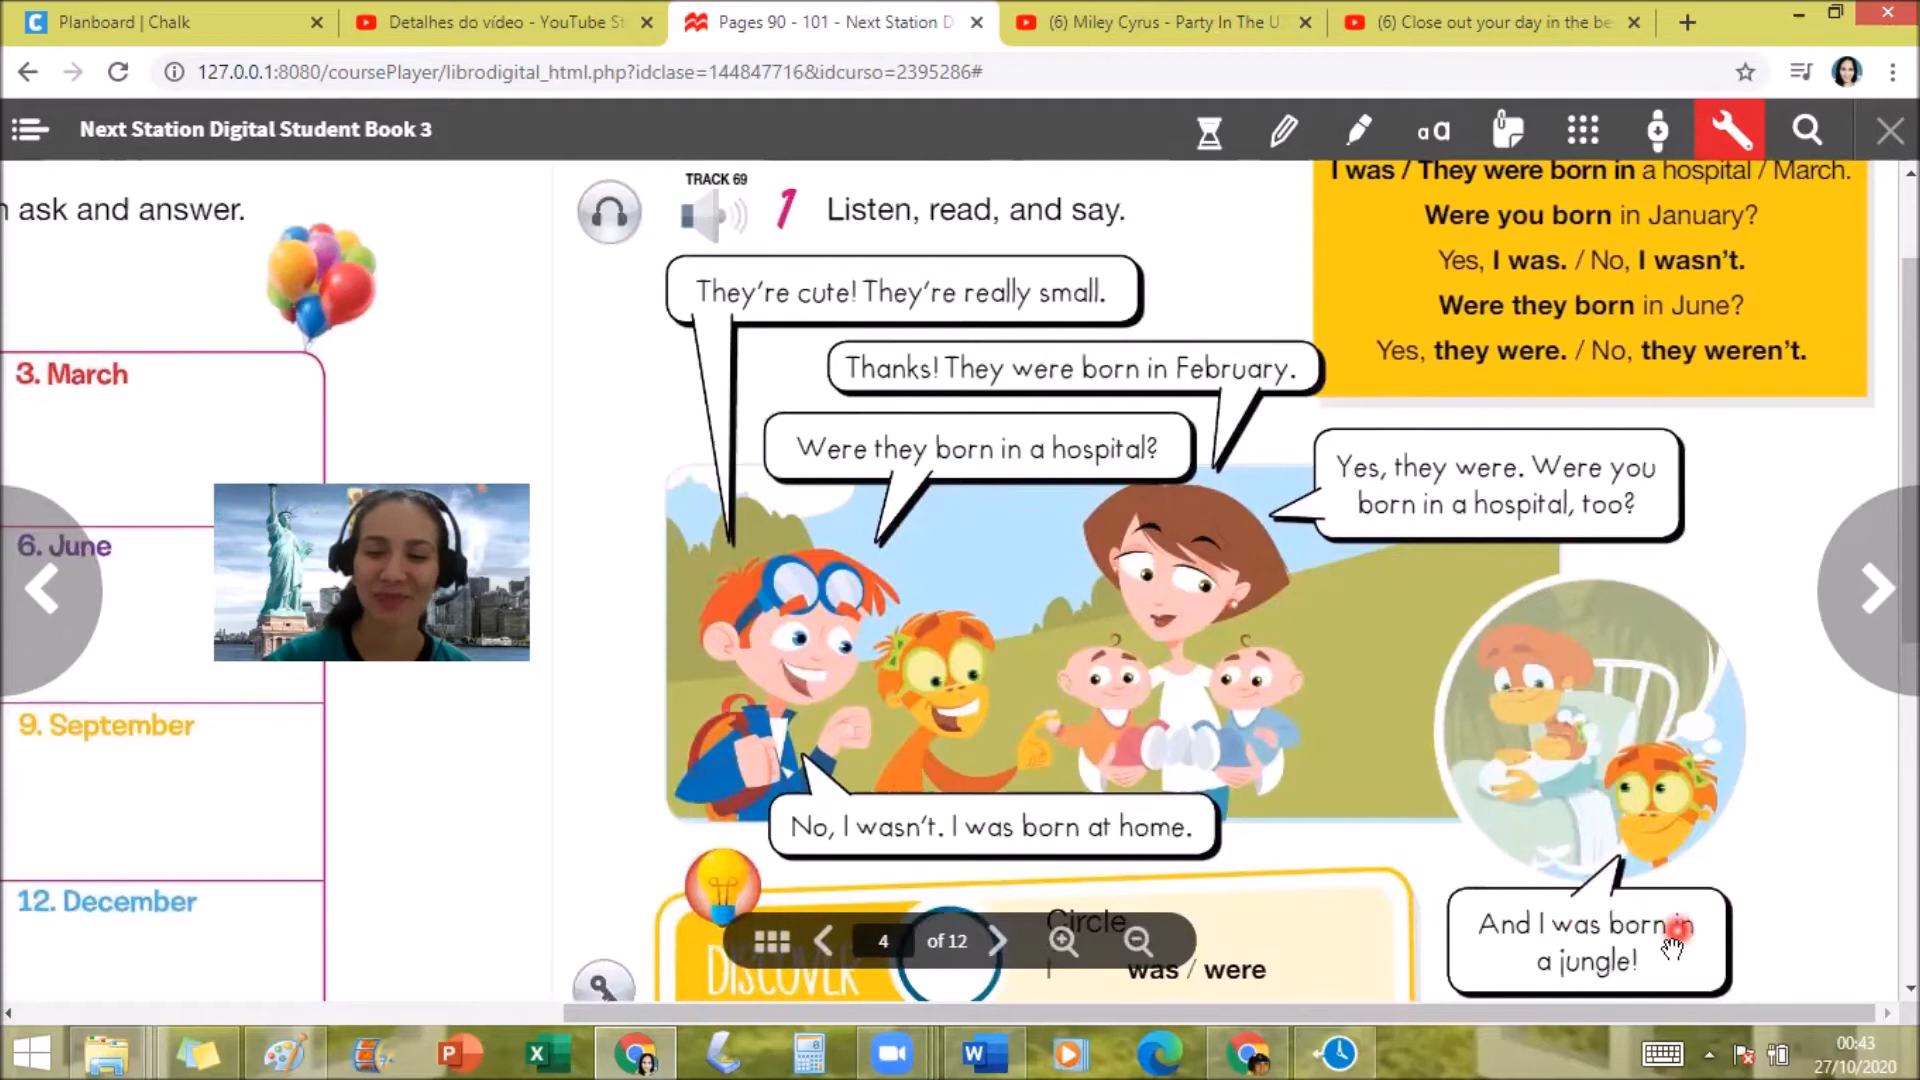 Planboard | Chalk
Detalhes do vídeo - YouTube St
Pages 90 - 101 - Next Station D
(6) Miley Cyrus - Party In The U
(6) Close out your day in the be
127.0.0.1:8080/coursePlayer/librodigital_html.php?idclase=144847716&idcurso=2395286#
Next Station Digital Student Book 3
aa
ask and answer.
TRACK 69
1 Listen, read, and say.
I was / They were born in a hospital / March.
Were you born in January?
Yes, I was. / No, I wasn't.
Were they born in June?
Yes, they were. / No, they weren't.
They're cute! They're really small.
Thanks! They were born in February.
Were they born in a hospital?
Yes, they were. Were you
born in a hospital, too?
No, I wasn't. I was born at home.
And I was born in
a jungle!
3. March
6. June
9. September
12. December
DISCOVER
Circle
I was / were
4 of 12
00:43
27/10/2020